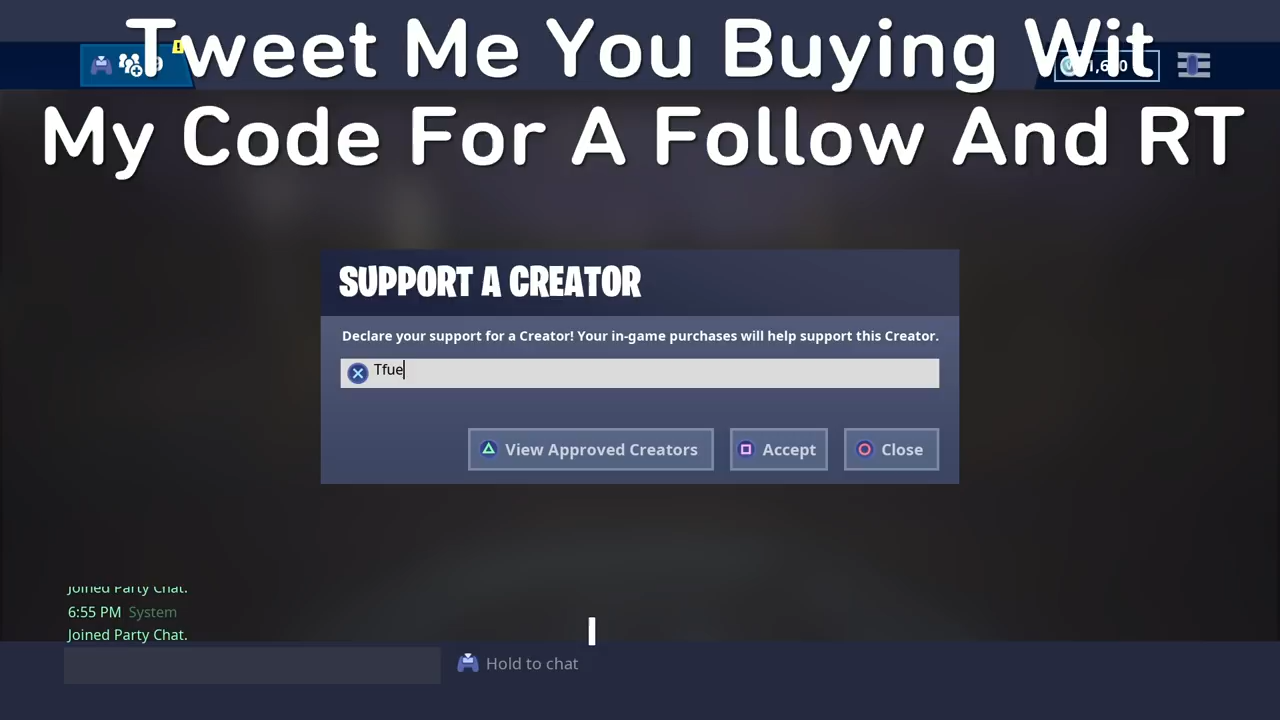 Tweet Me You Buying Wit
My Code For A Follow And RT
SUPPORT A CREATOR
Declare your support for a Creator! Your in-game purchases will help support this Creator.
Tfue
View Approved Creators
Accept
Close
Joined Party Chat.
6:55 PM System
Joined Party Chat.
Hold to chat